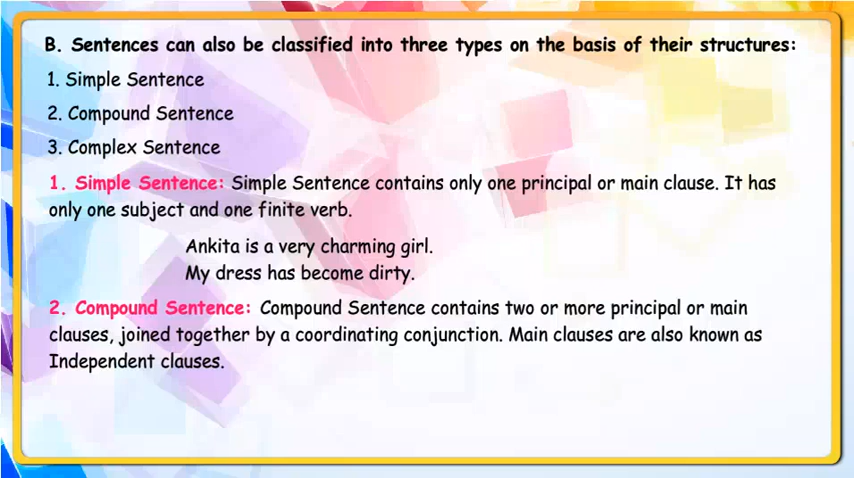 B. Sentences can also be classified into three types on the basis of their structures:
1. Simple Sentence
2. Compound Sentence
3. Complex Sentence
1. Simple Sentence: Simple Sentence contains only one principal or main clause. It has
only one subject and one finite verb.
Ankita is a very charming girl.
My dress has become dirty.
2. Compound Sentence: Compound Sentence contains two or more principal or main
clauses, joined together by a coordinating conjunction. Main clauses are also known as
Independent clauses.